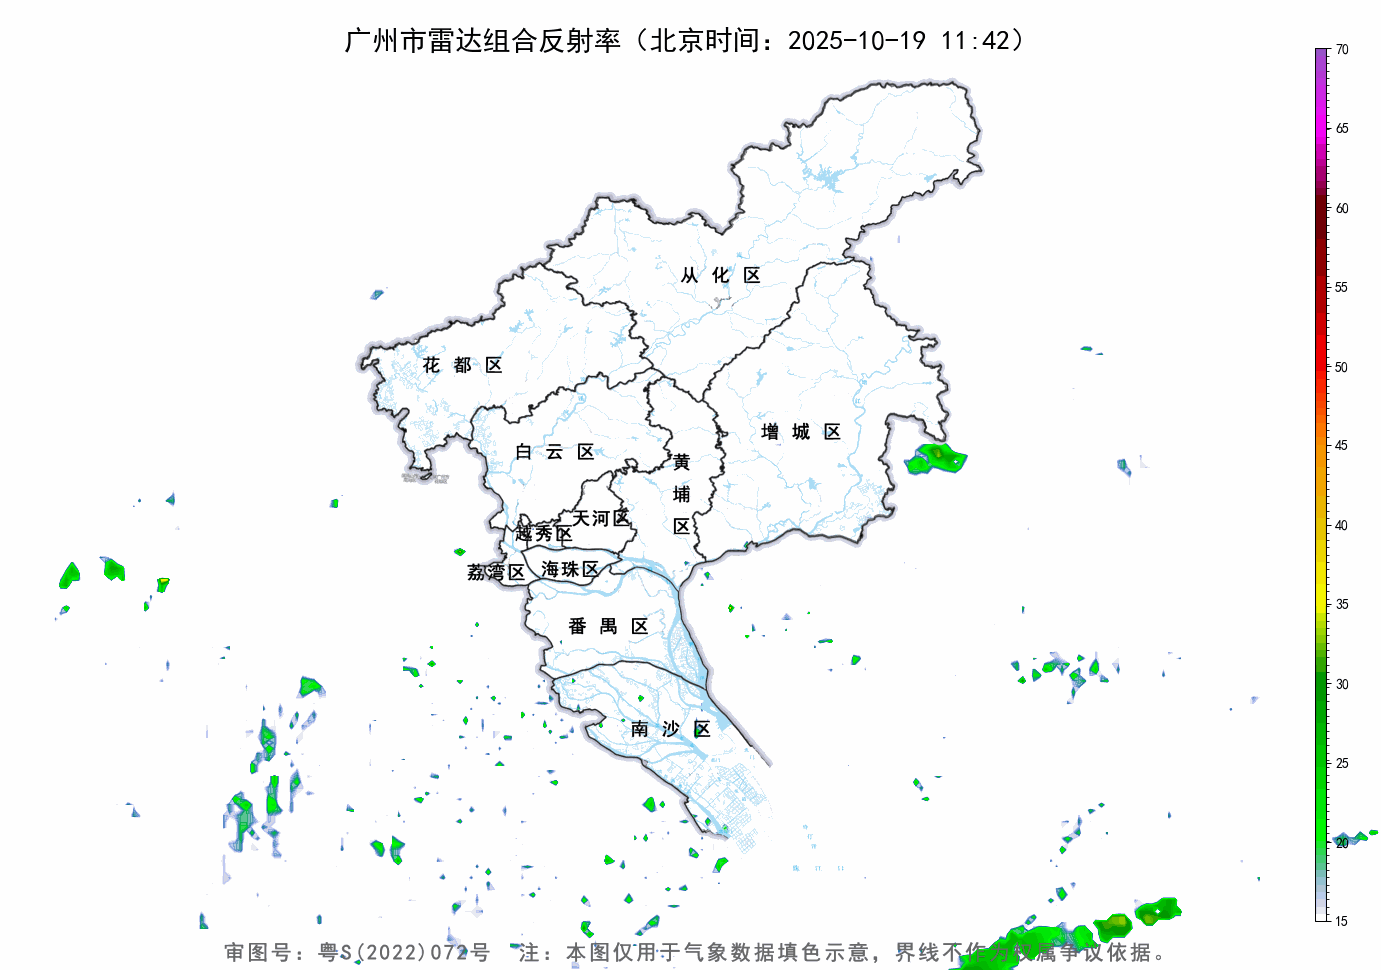 广州市雷达组合反射率（北京时间：2025-10-19 11:42）
70
65
60
55
50
45
40
35
30
25
20
15
从化区
花都区
增城区
白云区
黄埔区
天河区
越秀区
荔湾区
海珠区
番禺区
南沙区
审图号：粤S(2022)072号 注：本图仅用于气象数据填色示意，界线不作为权属争议依据。